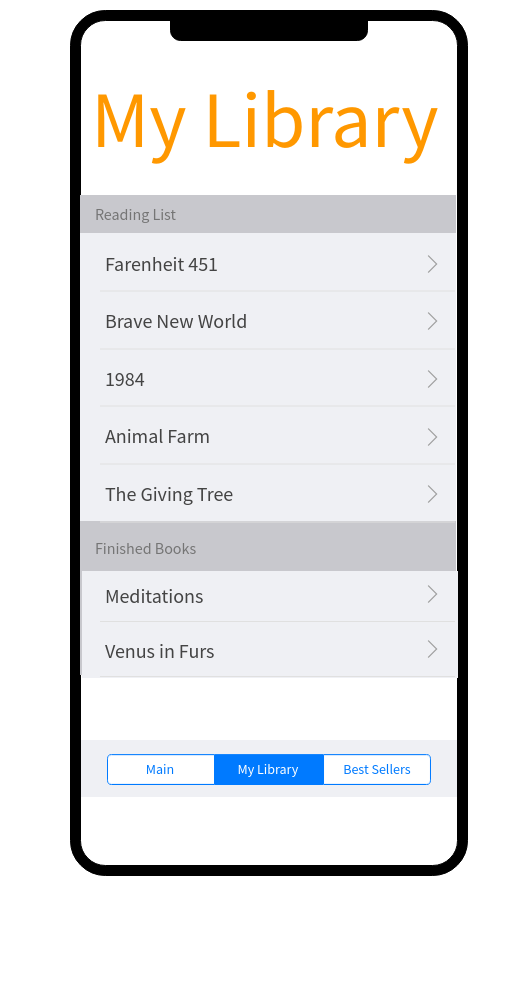 My Library
Reading List
Farenheit 451
Brave New World
1984
Animal Farm
The Giving Tree
Finished Books
Meditations
Venus in Furs
Main My Library Best Sellers